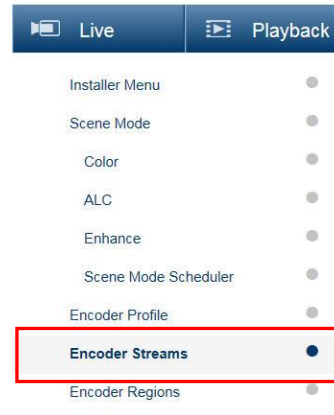 Live Playback
Installer Menu
Scene Mode
Color
ALC
Enhance
Scene Mode Scheduler
Encoder Profile
Encoder Streams
Encoder Regions